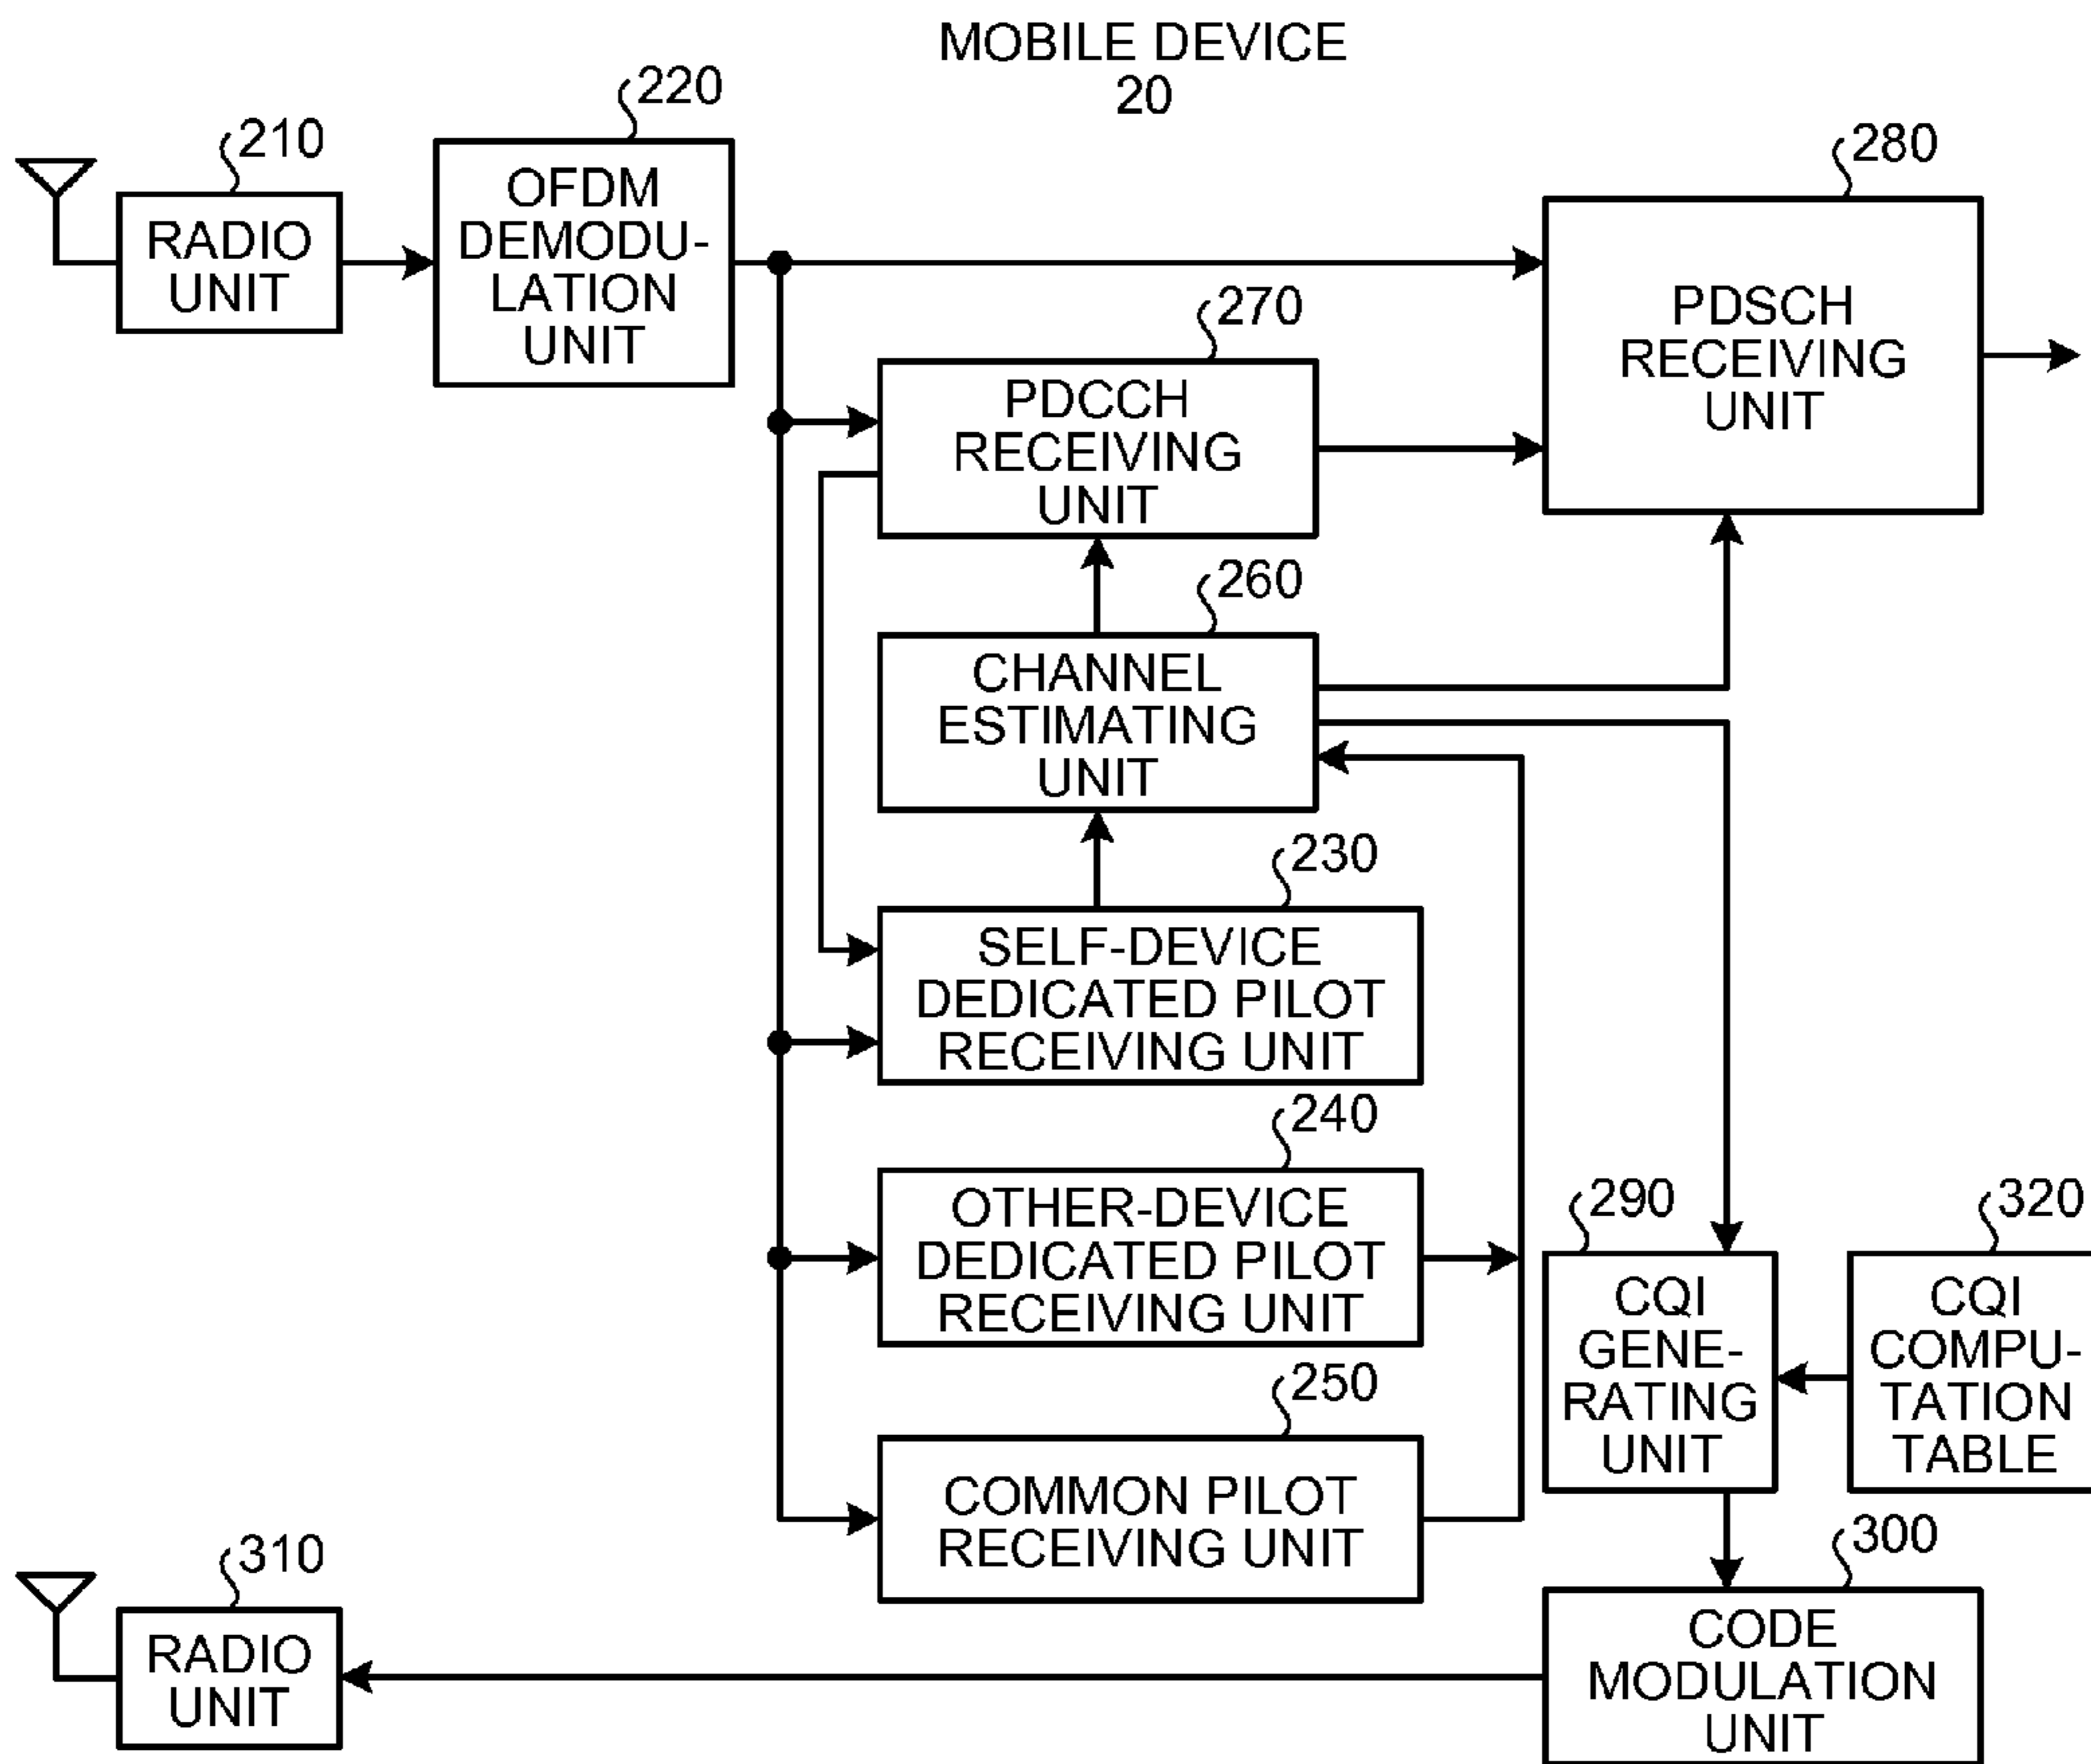 MOBILE DEVICE
20
210
RADIO
UNIT
220
OFDM
DEMODU-
LATION
UNIT
280
PDSCH
RECEIVING
UNIT
270
PDCCH
RECEIVING
UNIT
260
CHANNEL
ESTIMATING
UNIT
230
SELF-DEVICE
DEDICATED PILOT
RECEIVING UNIT
240
OTHER-DEVICE
DEDICATED PILOT
RECEIVING UNIT
250
COMMON PILOT
RECEIVING UNIT
290
CQI
GENE-
RATING
UNIT
320
CQI
COMPU-
TATION
TABLE
300
CODE
MODULATION
UNIT
310
RADIO
UNIT